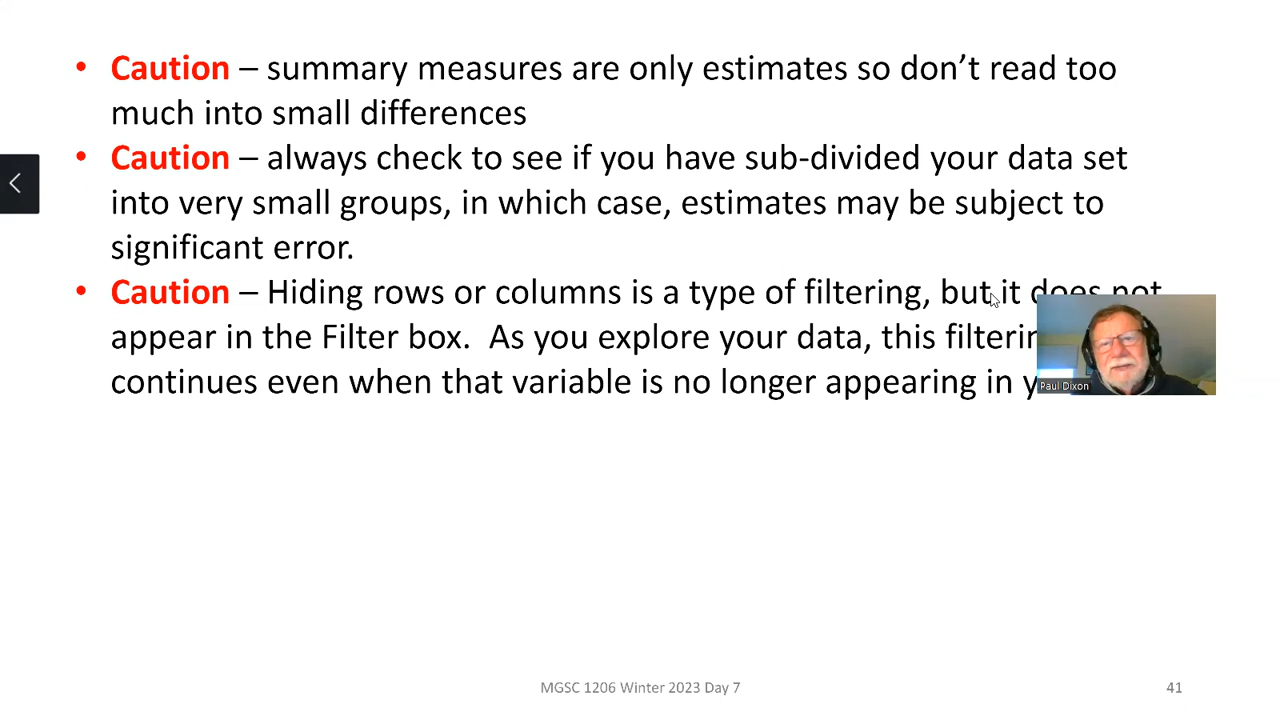 • Caution – summary measures are only estimates so don't read too
much into small differences
• Caution – always check to see if you have sub-divided your data set
into very small groups, in which case, estimates may be subject to
significant error.
• Caution – Hiding rows or columns is a type of filtering, but it does not
appear in the Filter box.  As you explore your data, this
continues even when that variable is no longer appearing in
Paul Dixon
MGSC 1206 Winter 2023 Day 7
41